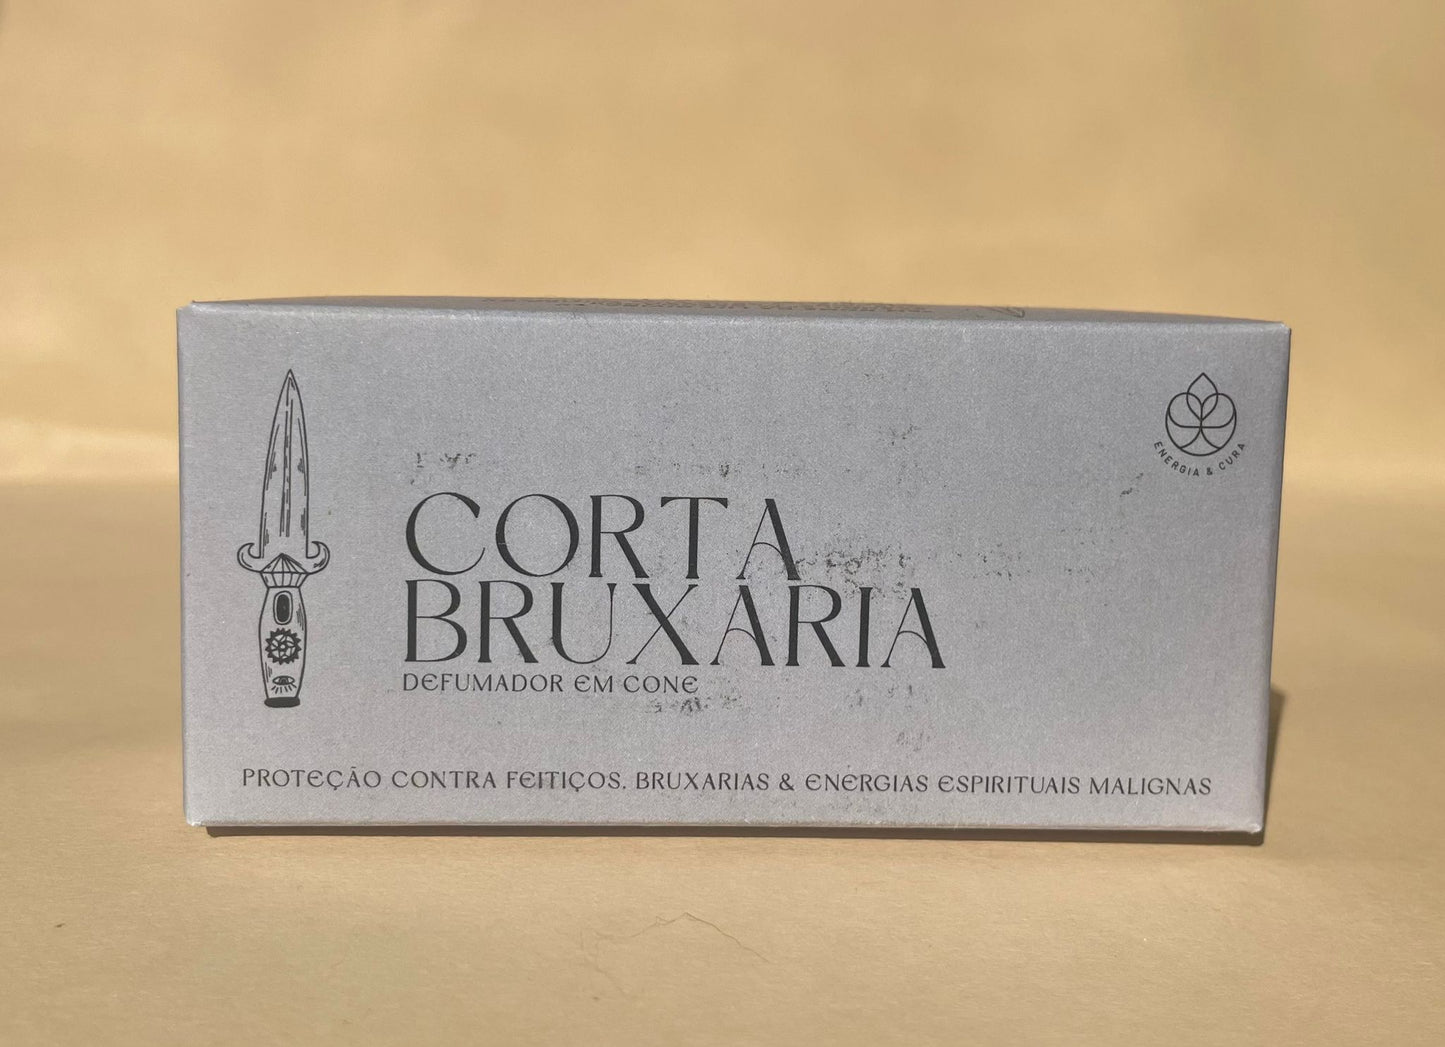 ENERGIA & CURA
CORTA
BRUXARIA
DEFUMADOR EM CONE
PROTEÇÃO CONTRA FEITIÇOS. BRUXARIAS & ENERGIAS ESPIRITUAIS MALIGNAS